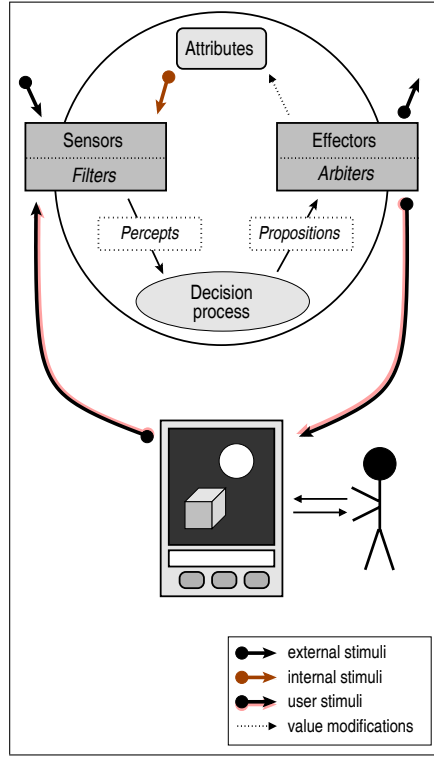 Attributes
Sensors
Filters
Effectors
Arbiters
Percepts
Propositions
Decision
process
external stimuli
internal stimuli
user stimuli
value modifications